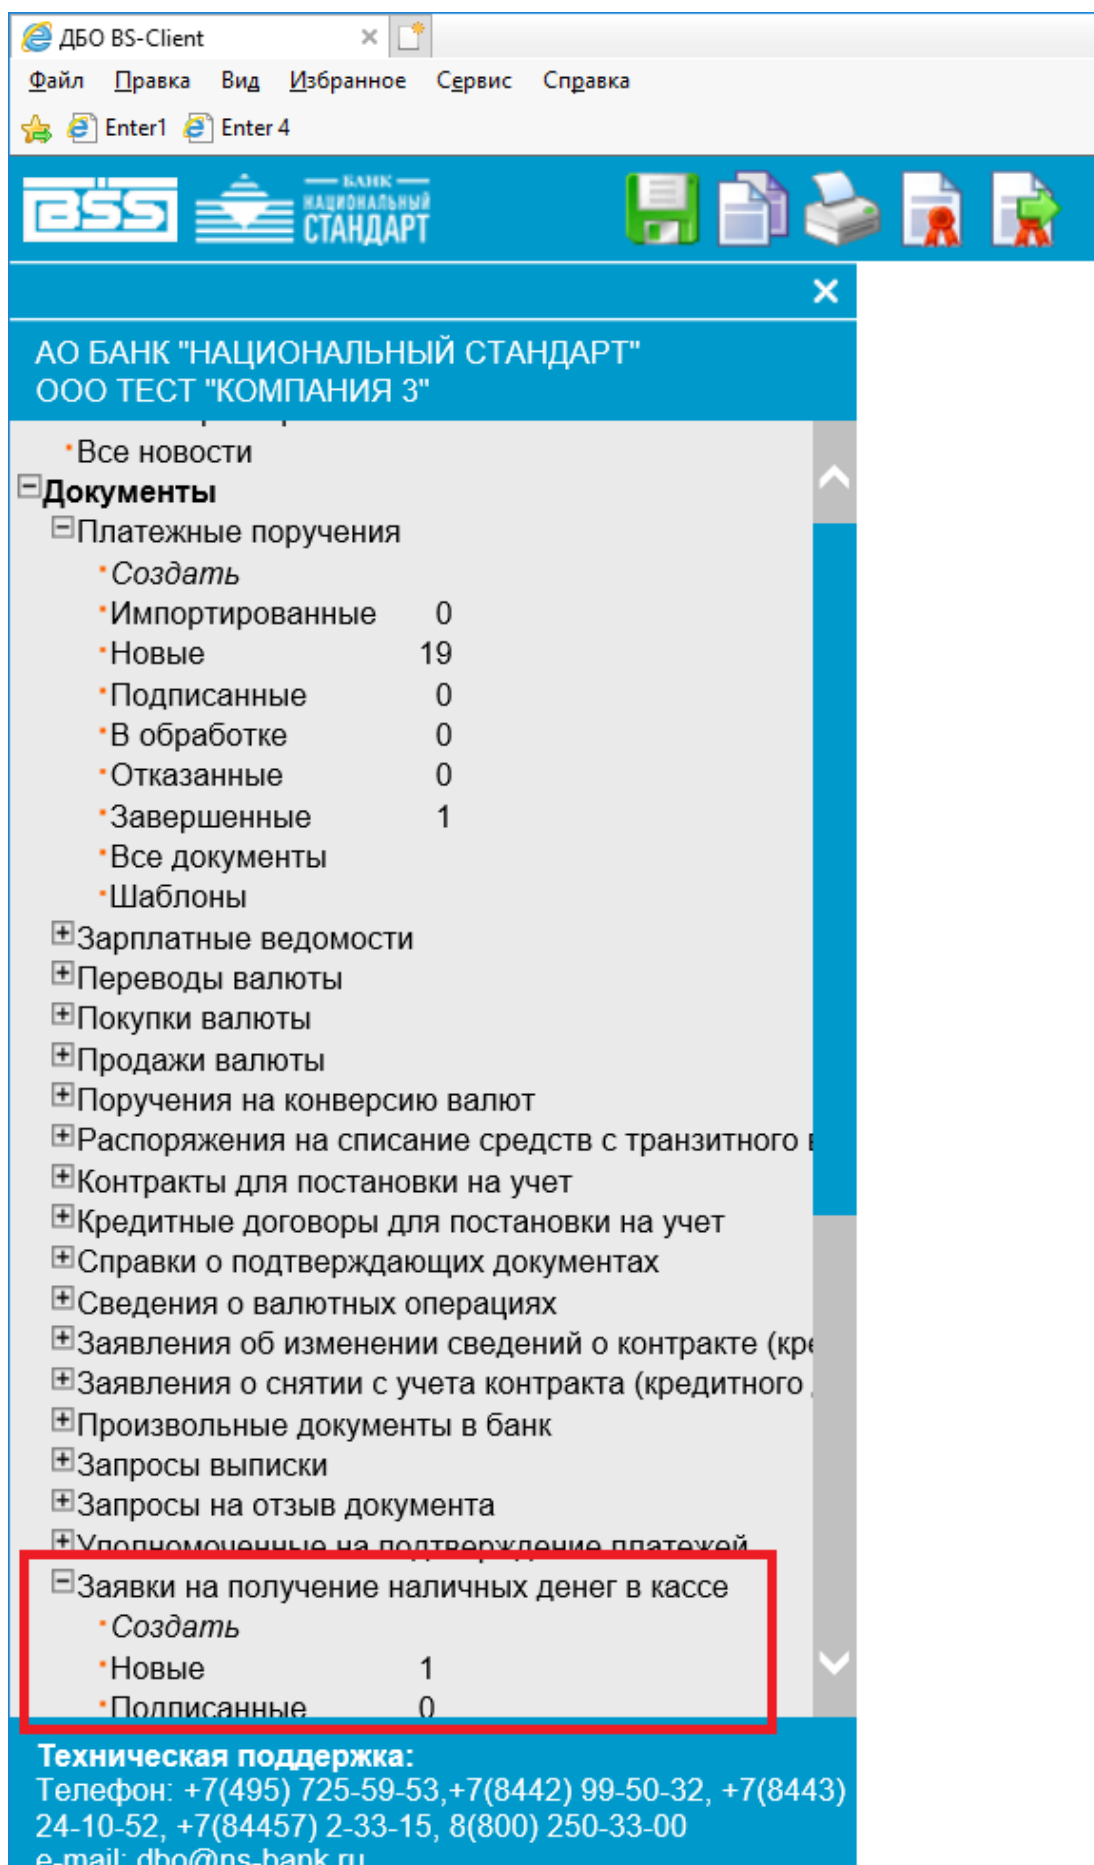 ДБО BS-Client
Файл Правка Вид Избранное Сервис Справка
Enter1 Enter 4
BSS БАНК НАЦИОНАЛЬНЫЙ СТАНДАРТ
АО БАНК "НАЦИОНАЛЬНЫЙ СТАНДАРТ"
ООО ТЕСТ "КОМПАНИЯ 3"
Все новости
Документы
Платежные поручения
Создать
Импортированные 0
Новые 19
Подписанные 0
В обработке 0
Отказанные 0
Завершенные 1
Все документы
Шаблоны
Зарплатные ведомости
Переводы валюты
Покупки валюты
Продажи валюты
Поручения на конверсию валют
Распоряжения на списание средств с транзитного в
Контракты для постановки на учет
Кредитные договоры для постановки на учет
Справки о подтверждающих документах
Сведения о валютных операциях
Заявления об изменении сведений о контракте (кре
Заявления о снятии с учета контракта (кредитного
Произвольные документы в банк
Запросы выписки
Запросы на отзыв документа
Уполномоченные на подтверждение платежей
Заявки на получение наличных денег в кассе
Создать
Новые 1
Подписанные 0
Техническая поддержка:
Телефон: +7(495) 725-59-53,+7(8442) 99-50-32, +7(8443)
24-10-52, +7(84457) 2-33-15, 8(800) 250-33-00
e-mail: dbo@ns-bank.ru